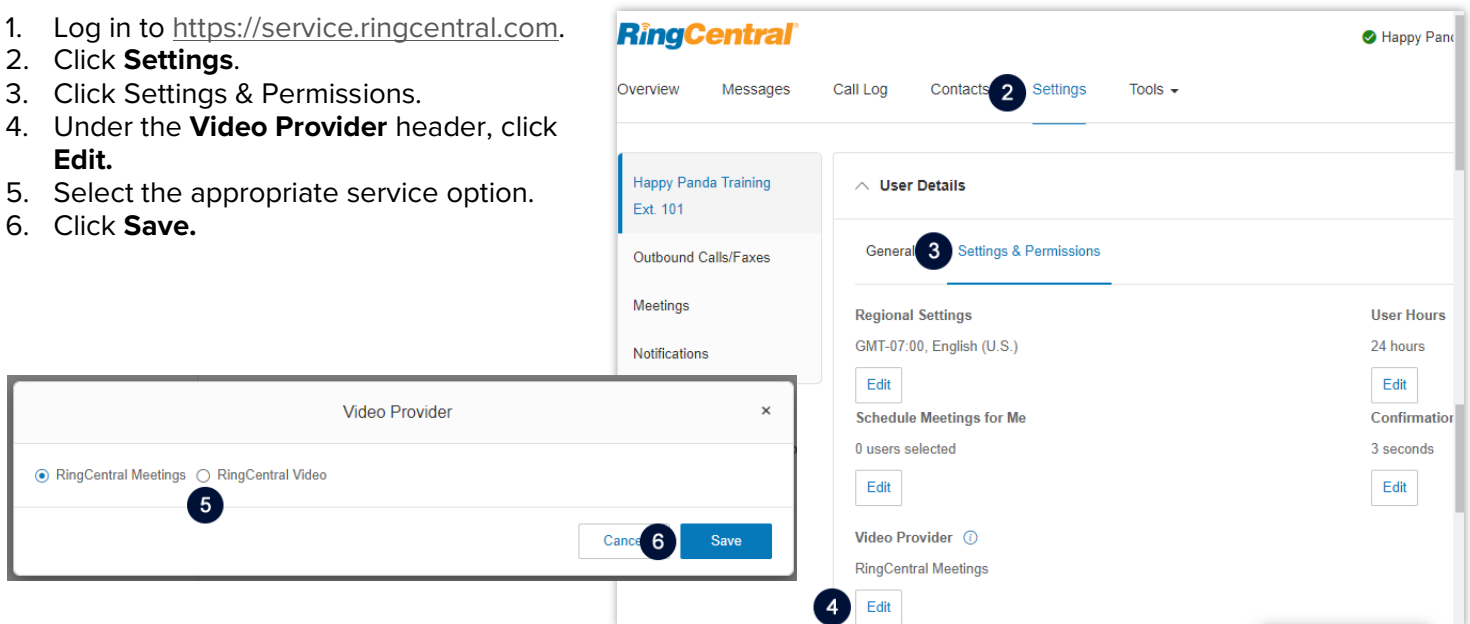 1. Log in to https://service.ringcentral.com.
2. Click Settings.
3. Click Settings & Permissions.
4. Under the Video Provider header, click
Edit.
5. Select the appropriate service option.
6. Click Save.
RingCentral
Happy Pand
Overview Messages Call Log Contacts 2 Settings Tools
Happy Panda Training
Ext. 101
Outbound Calls/Faxes
Meetings
Notifications
User Details
General 3 Settings & Permissions
Regional Settings
GMT-07:00, English (U.S.)
Edit
User Hours
24 hours
Edit
Schedule Meetings for Me
0 users selected
Edit
Confirmation
3 seconds
Edit
Video Provider
RingCentral Meetings
4 Edit
Video Provider ×
RingCentral Meetings RingCentral Video
5
Cance 6 Save